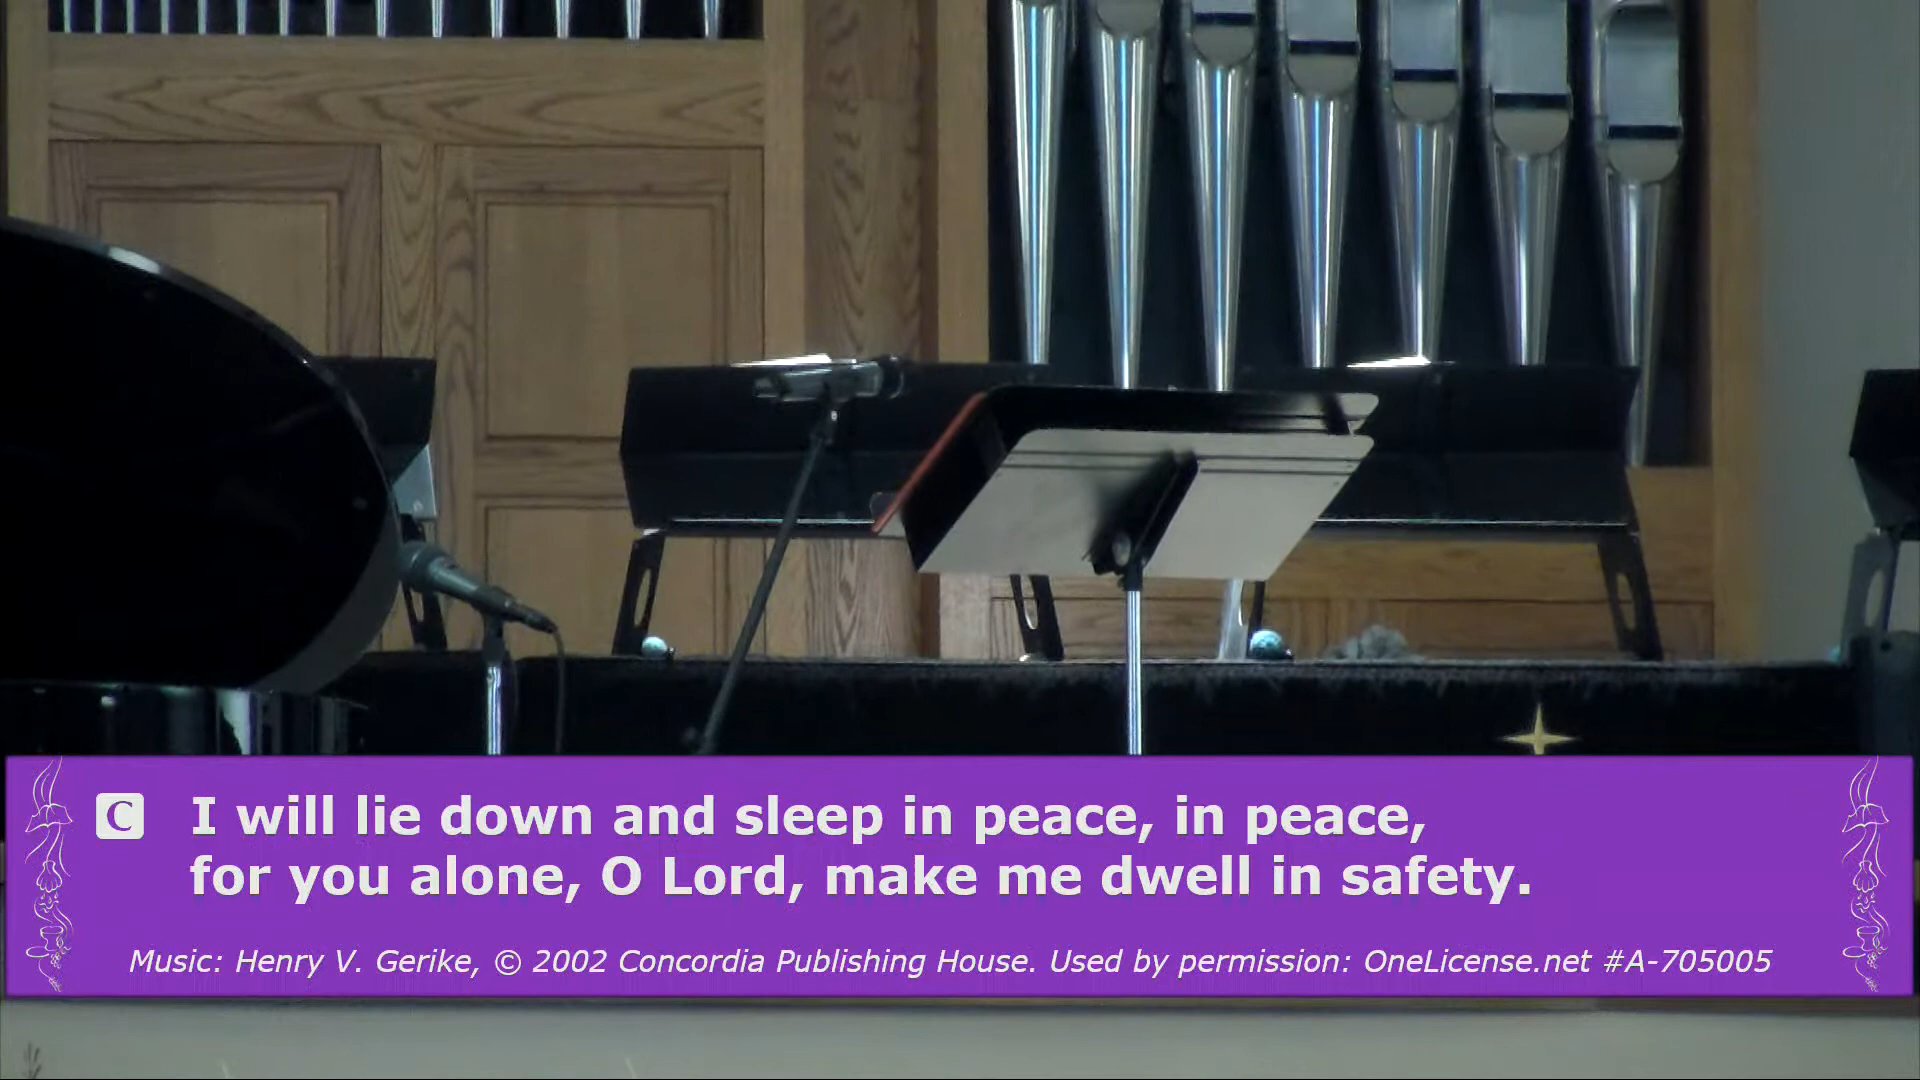 C I will lie down and sleep in peace, in peace,
for you alone, O Lord, make me dwell in safety.
Music: Henry V. Gerike, © 2002 Concordia Publishing House. Used by permission: OneLicense.net #A-705005